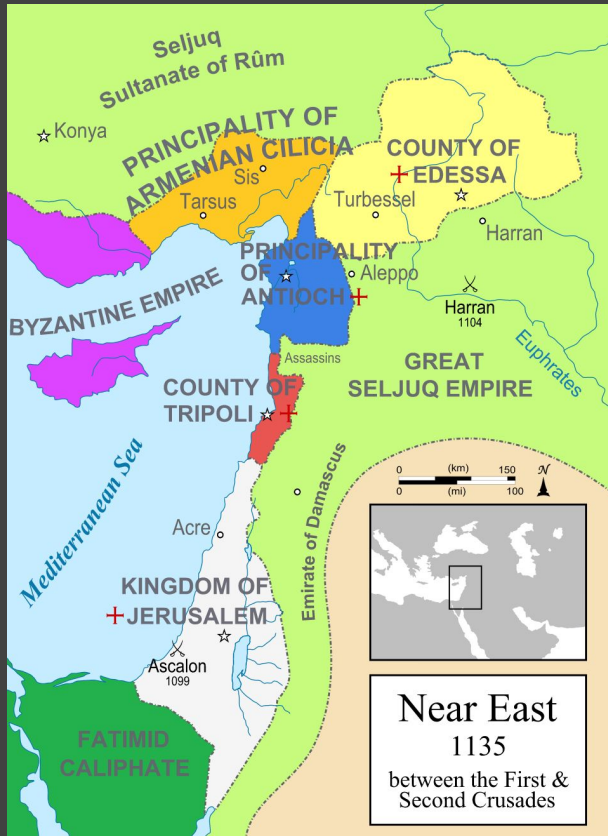 Seljuq
Sultanate of Rûm
Konya
PRINCIPALITY OF
ARMENIAN CILICIA
Sis
Tarsus
COUNTY OF
EDESSA
Turbessel
Harran
PRINCIPALITY
OF
ANTIOCH
Aleppo
Harran
1104
BYZANTINE EMPIRE
Euphrates
Assassins
GREAT
SELJUQ EMPIRE
COUNTY OF
TRIPOLI
Mediterranean Sea
Emirate of Damascus
0 (km) 150
0 (mi) 100
N
Acre
KINGDOM OF
JERUSALEM
Ascalon
1099
FATIMID
CALIPHATE
Near East
1135
between the First &
Second Crusades